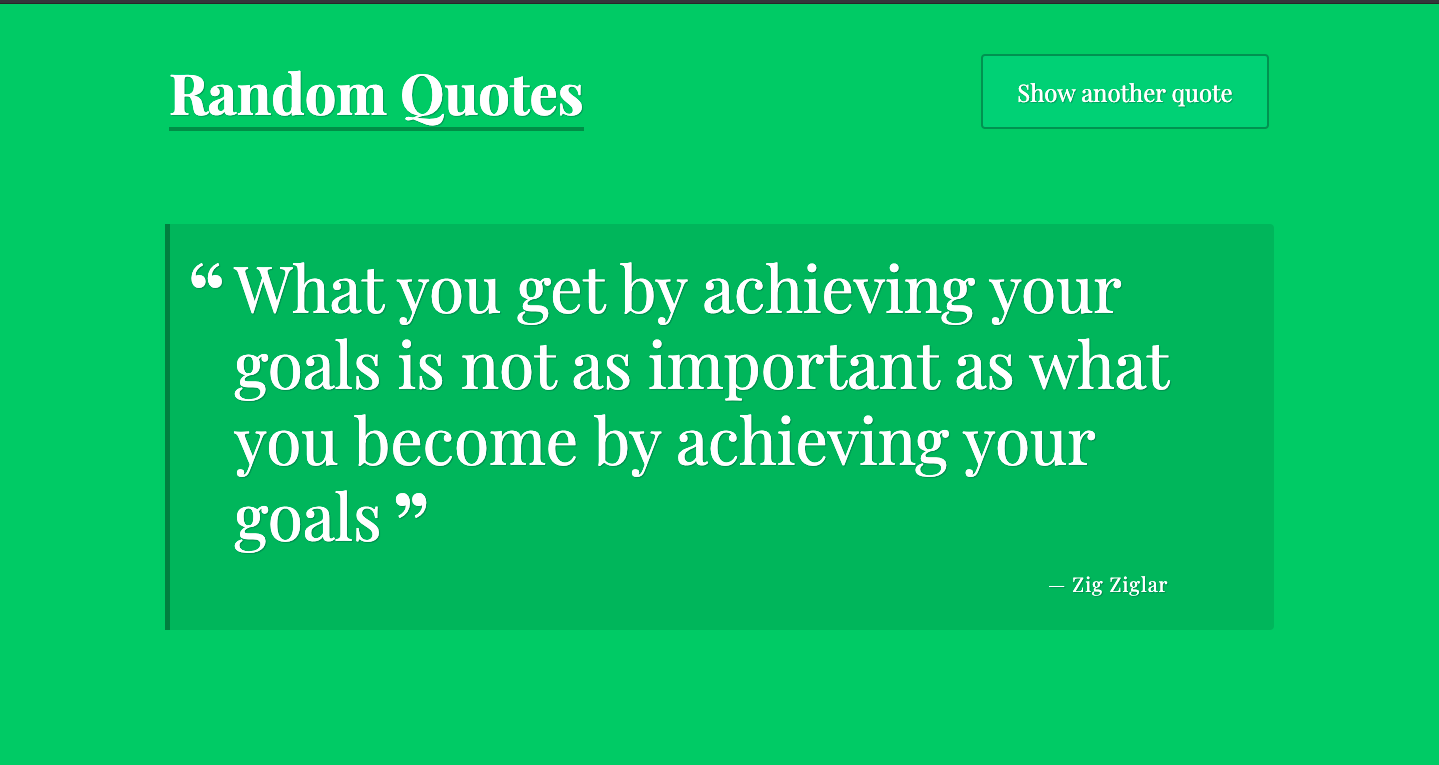 Random Quotes
Show another quote
“ What you get by achieving your
goals is not as important as what
you become by achieving your
goals ”
— Zig Ziglar